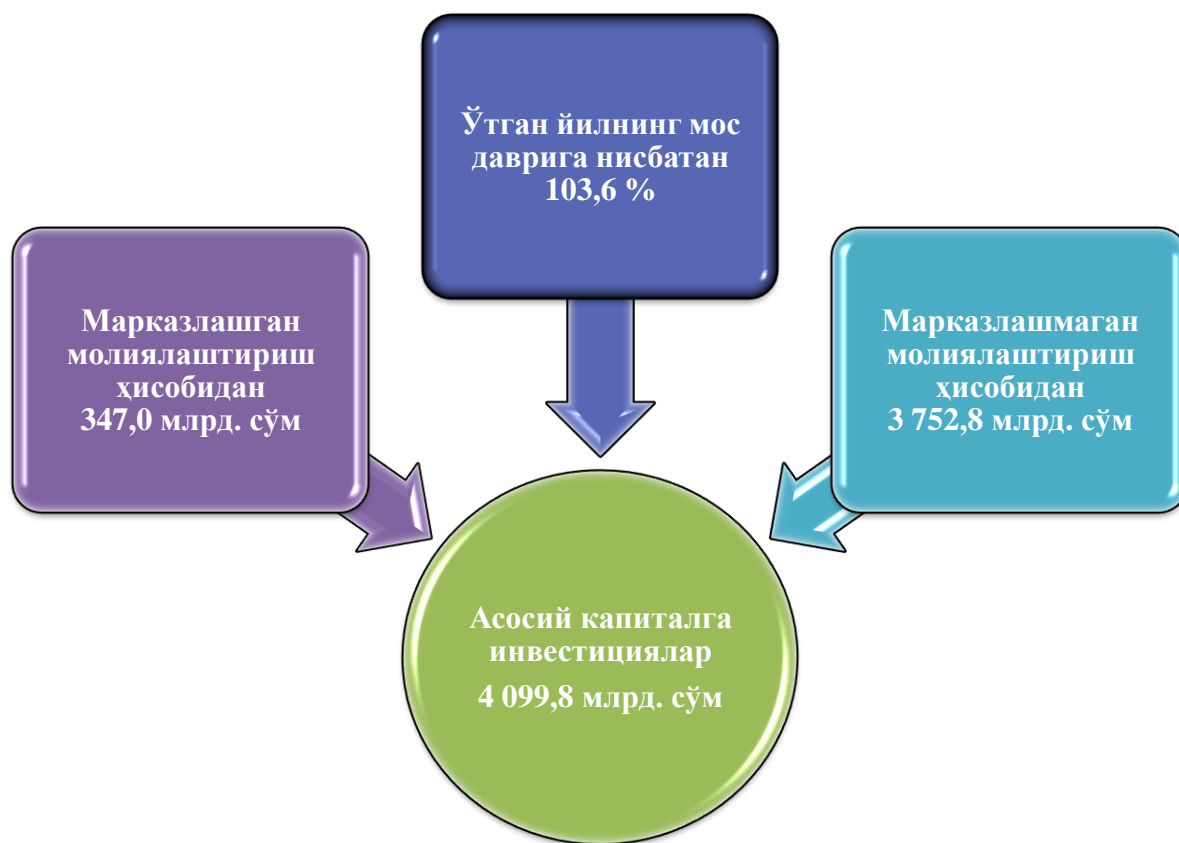 Ўтган йилнинг мос
даврига нисбатан
103,6 %
Марказлашган
молиялаштириш
ҳисобидан
347,0 млрд. сўм
Марказлашмаган
молиялаштириш
ҳисобидан
3 752,8 млрд. сўм
Асосий капиталга
инвестициялар
4 099,8 млрд. сўм